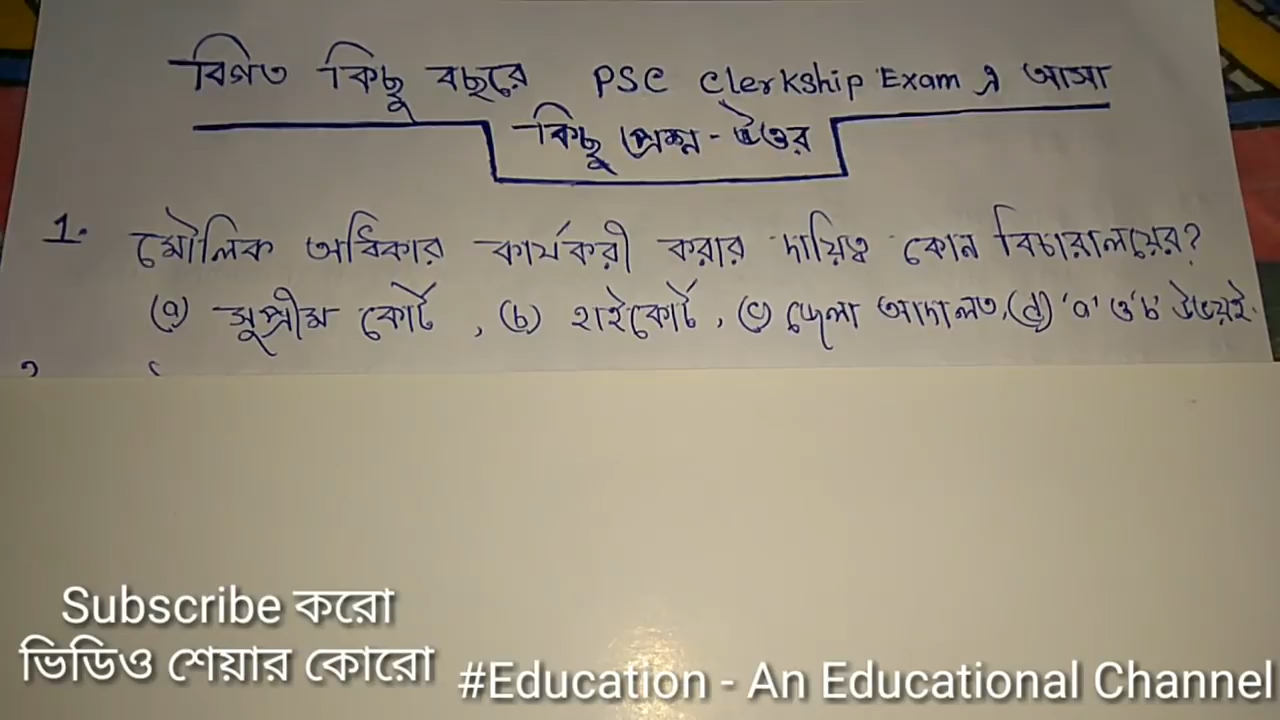 বিগত কিছু বছরে PSC Clerkship Exam এ আসা
কিছু প্রশ্ন - উত্তর
1. মৌলিক অধিকার কার্যকরী করার দায়িত্ব কোন বিচারালয়ের?
(a) সুপ্রীম কোর্ট, (b) হাইকোর্ট, (c) জেলা আদালত, (d) 'a' ও 'b' উভয়ই.
Subscribe করো
ভিডিও শেয়ার কোরো
#Education - An Educational Channel